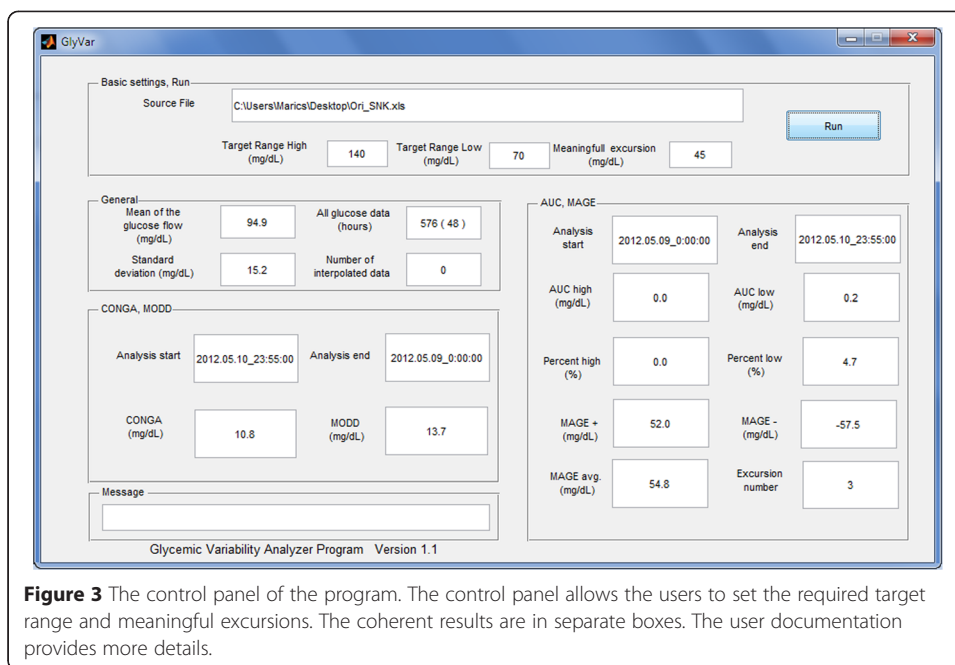 GlyVar
Basic settings, Run
Source File
C:\Users\Marics\Desktop\Ori_SNK.xls
Run
Target Range High
(mg/dL)
140
Target Range Low
(mg/dL)
70
Meaningfull excursion
(mg/dL)
45
General
Mean of the
glucose flow
(mg/dL)
94.9
All glucose data
(hours)
576 ( 48 )
Standard
deviation (mg/dL)
15.2
Number of
interpolated data
0
CONGA, MODD
Analysis start
2012.05.10_23:55:00
Analysis end
2012.05.09_0:00:00
CONGA
(mg/dL)
10.8
MODD
(mg/dL)
13.7
Message
Glycemic Variability Analyzer Program Version 1.1
AUC, MAGE
Analysis
start
2012.05.09_0:00:00
Analysis
end
2012.05.10_23:55:00
AUC high
(mg/dL)
0.0
AUC low
(mg/dL)
0.2
Percent high
(%)
0.0
Percent low
(%)
4.7
MAGE +
(mg/dL)
52.0
MAGE -
(mg/dL)
-57.5
MAGE avg.
(mg/dL)
54.8
Excursion
number
3
Figure 3 The control panel of the program. The control panel allows the users to set the required target
range and meaningful excursions. The coherent results are in separate boxes. The user documentation
provides more details.